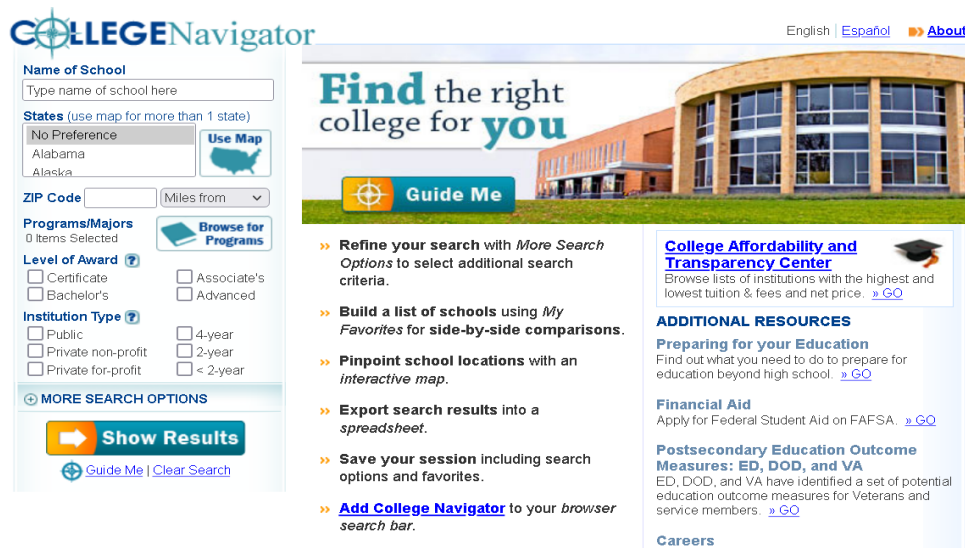 COLLEGENavigator
English | Español About
Name of School
Type name of school here
States (use map for more than 1 state)
No Preference
Alabama
Alaska
Use Map
ZIP Code Miles from
Programs/Majors
0 Items Selected
Browse for
Programs
Level of Award ?
Certificate Associate's
Bachelor's Advanced
Institution Type ?
Public 4-year
Private non-profit 2-year
Private for-profit < 2-year
MORE SEARCH OPTIONS
Show Results
Guide Me | Clear Search
Find the right
college for you
Guide Me
» Refine your search with More Search
Options to select additional search
criteria.
» Build a list of schools using My
Favorites for side-by-side comparisons.
» Pinpoint school locations with an
interactive map.
» Export search results into a
spreadsheet.
» Save your session including search
options and favorites.
» Add College Navigator to your browser
search bar.
College Affordability and
Transparency Center
Browse lists of institutions with the highest and
lowest tuition & fees and net price. » GO
ADDITIONAL RESOURCES
Preparing for your Education
Find out what you need to do to prepare for
education beyond high school. » GO
Financial Aid
Apply for Federal Student Aid on FAFSA. » GO
Postsecondary Education Outcome
Measures: ED, DOD, and VA
ED, DOD, and VA have identified a set of potential
education outcome measures for Veterans and
service members. » GO
Careers